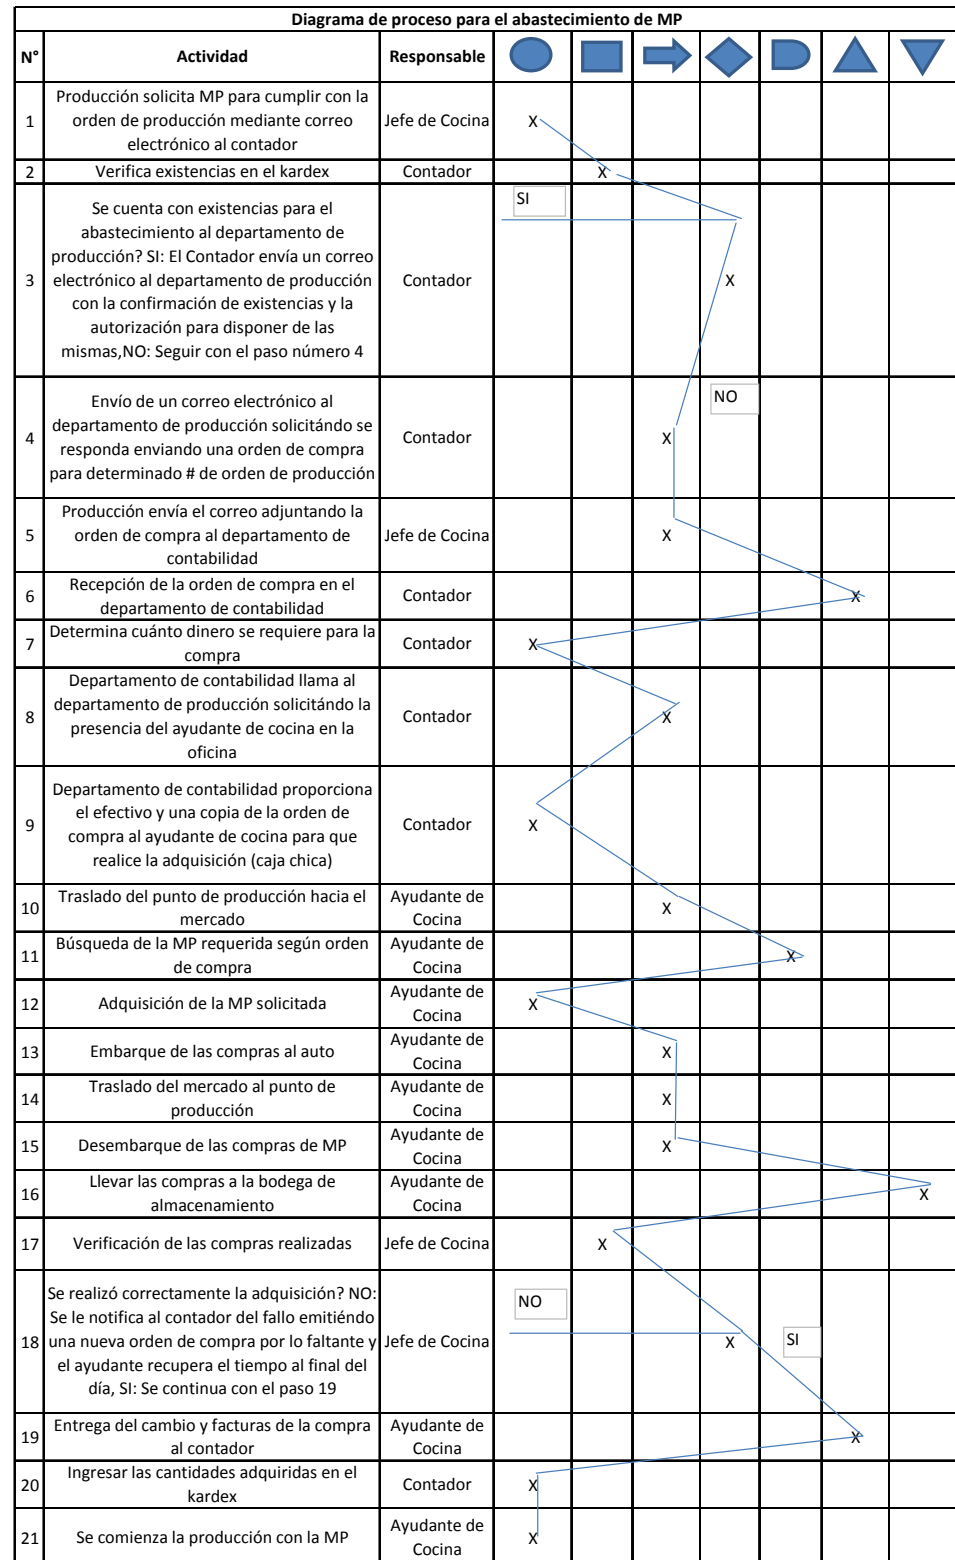 Diagrama de proceso para el abastecimiento de MP
N° Actividad Responsable
Producción solicita MP para cumplir con la
1 orden de producción mediante correo Jefe de Cocina X
electrónico al contador
2 Verifica existencias en el kardex Contador X
SI
Se cuenta con existencias para el
abastecimiento al departamento de
producción? SI: El Contador envía un correo
3 electrónico al departamento de producción Contador X
con la confirmación de existencias y la
autorización para disponer de las
mismas,NO: Seguir con el paso número 4
NO
Envío de un correo electrónico al
departamento de producción solicitándo se
4 responda enviando una orden de compra Contador X
para determinado # de orden de producción
Producción envía el correo adjuntando la
5 orden de compra al departamento de Jefe de Cocina X
contabilidad
6 Recepción de la orden de compra en el Contador X
departamento de contabilidad
7 Determina cuánto dinero se requiere para la Contador X
compra
Departamento de contabilidad llama al
8 departamento de producción solicitándo la Contador X
presencia del ayudante de cocina en la
oficina
Departamento de contabilidad proporciona
el efectivo y una copia de la orden de
9 compra al ayudante de cocina para que Contador X
realice la adquisición (caja chica)
10 Traslado del punto de producción hacia el Ayudante de X
mercado Cocina
11 Búsqueda de la MP requerida según orden Ayudante de X
de compra Cocina
12 Adquisición de la MP solicitada Ayudante de X
Cocina
13 Embarque de las compras al auto Ayudante de X
Cocina
14 Traslado del mercado al punto de Ayudante de X
producción Cocina
15 Desembarque de las compras de MP Ayudante de X
Cocina
16 Llevar las compras a la bodega de Ayudante de X
almacenamiento Cocina
17 Verificación de las compras realizadas Jefe de Cocina X
Se realizó correctamente la adquisición? NO: NO
Se le notifica al contador del fallo emitiéndo
18 una nueva orden de compra por lo faltante y Jefe de Cocina X SI
el ayudante recupera el tiempo al final del
día, SI: Se continua con el paso 19
19 Entrega del cambio y facturas de la compra Ayudante de X
al contador Cocina
20 Ingresar las cantidades adquiridas en el Contador X
kardex
21 Se comienza la producción con la MP Ayudante de X
Cocina